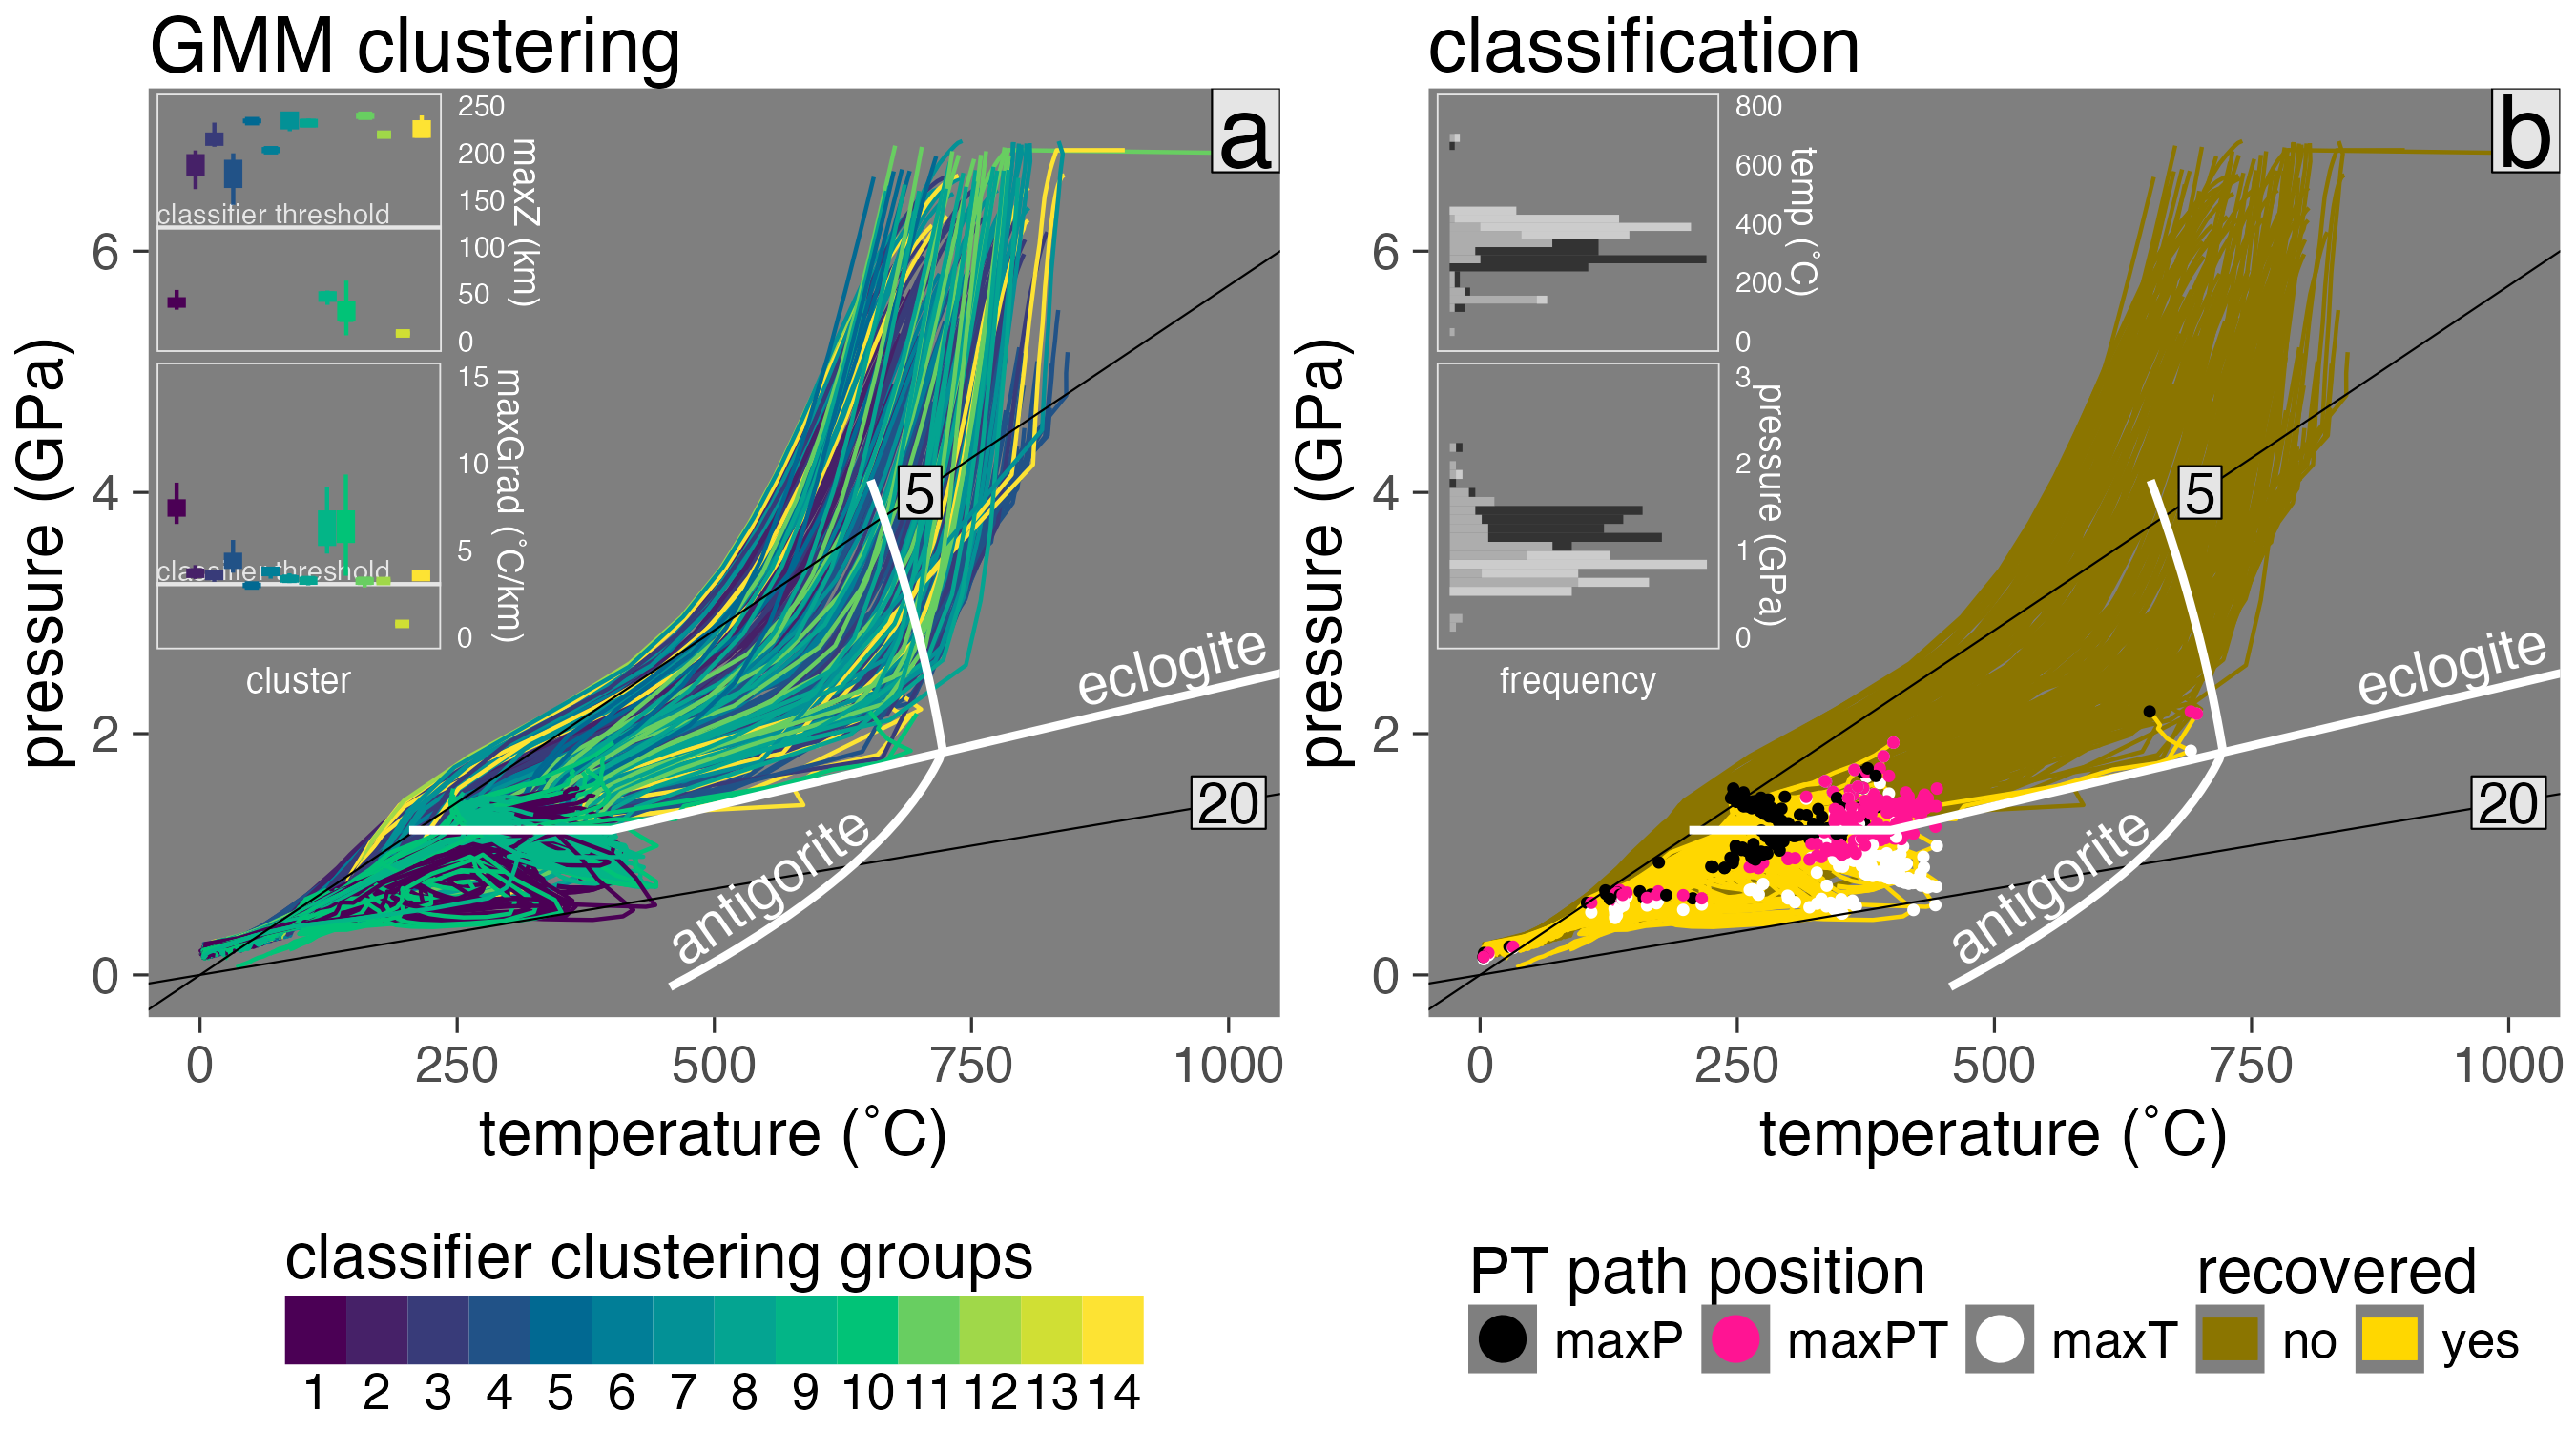 GMM clustering
a
250
200
150
100
50
0
maxZ (km)
classifier threshold
15
10
5
0
maxGrad (˚C/km)
classifier threshold
cluster
5
20
eclogite
antigorite
6
4
2
0
pressure (GPa)
0 250 500 750 1000
temperature (˚C)
classifier clustering groups
1 2 3 4 5 6 7 8 9 10 11 12 13 14
classification
b
800
600
400
200
0
temp (˚C)
3
2
1
0
pressure (GPa)
frequency
5
20
eclogite
antigorite
6
4
2
0
pressure (GPa)
0 250 500 750 1000
temperature (˚C)
PT path position
maxP maxPT maxT
recovered
no yes